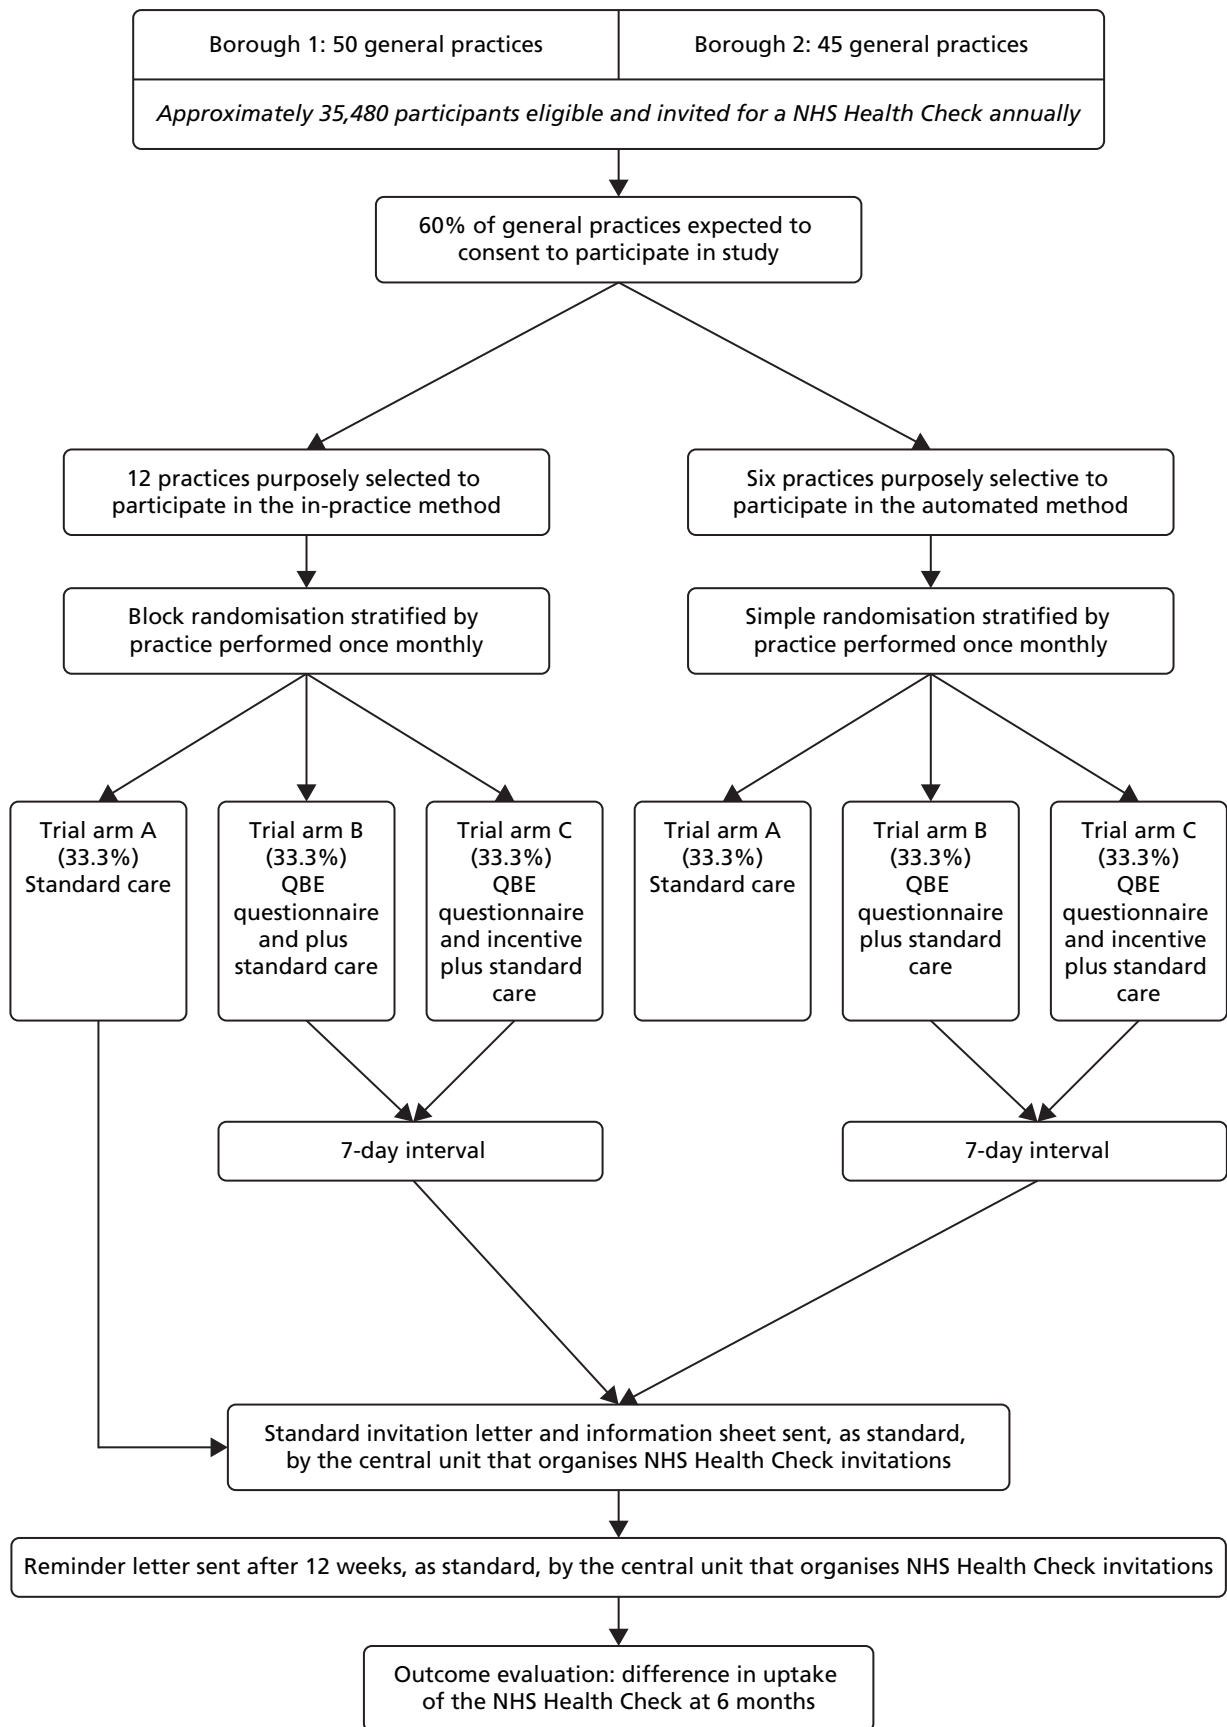 Borough 1: 50 general practices
Borough 2: 45 general practices
Approximately 35,480 participants eligible and invited for a NHS Health Check annually
60% of general practices expected to
consent to participate in study
12 practices purposely selected to
participate in the in-practice method
Six practices purposely selective to
participate in the automated method
Block randomisation stratified by
practice performed once monthly
Simple randomisation stratified by
practice performed once monthly
Trial arm A
(33.3%)
Standard care
Trial arm B
(33.3%)
QBE
questionnaire
and plus
standard care
Trial arm C
(33.3%)
QBE
questionnaire
and incentive
plus standard
care
Trial arm A
(33.3%)
Standard care
Trial arm B
(33.3%)
QBE
questionnaire
plus standard
care
Trial arm C
(33.3%)
QBE
questionnaire
and incentive
plus standard
care
7-day interval
7-day interval
Standard invitation letter and information sheet sent, as standard,
by the central unit that organises NHS Health Check invitations
Reminder letter sent after 12 weeks, as standard, by the central unit that organises NHS Health Check invitations
Outcome evaluation: difference in uptake
of the NHS Health Check at 6 months